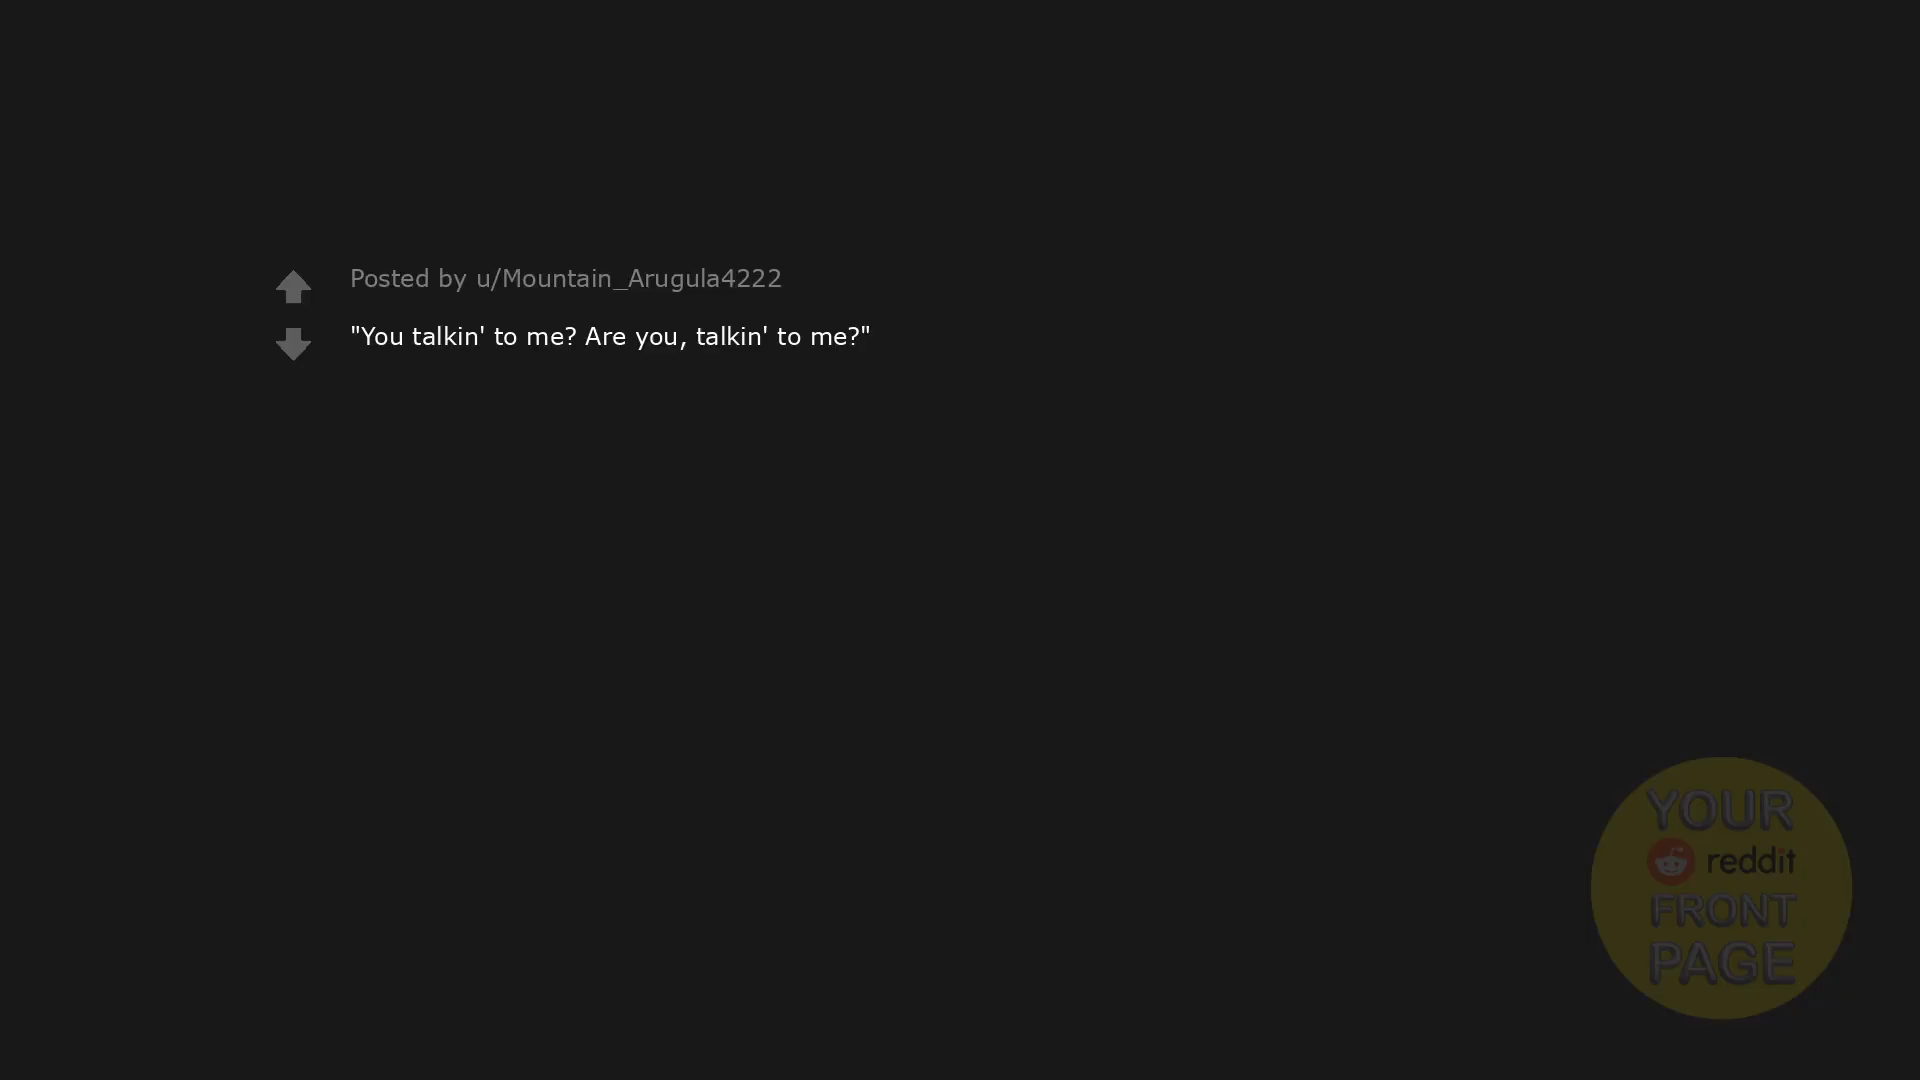 Posted by u/Mountain_Arugula4222
"You talkin' to me? Are you, talkin' to me?"
YOUR
reddit
FRONT
PAGE